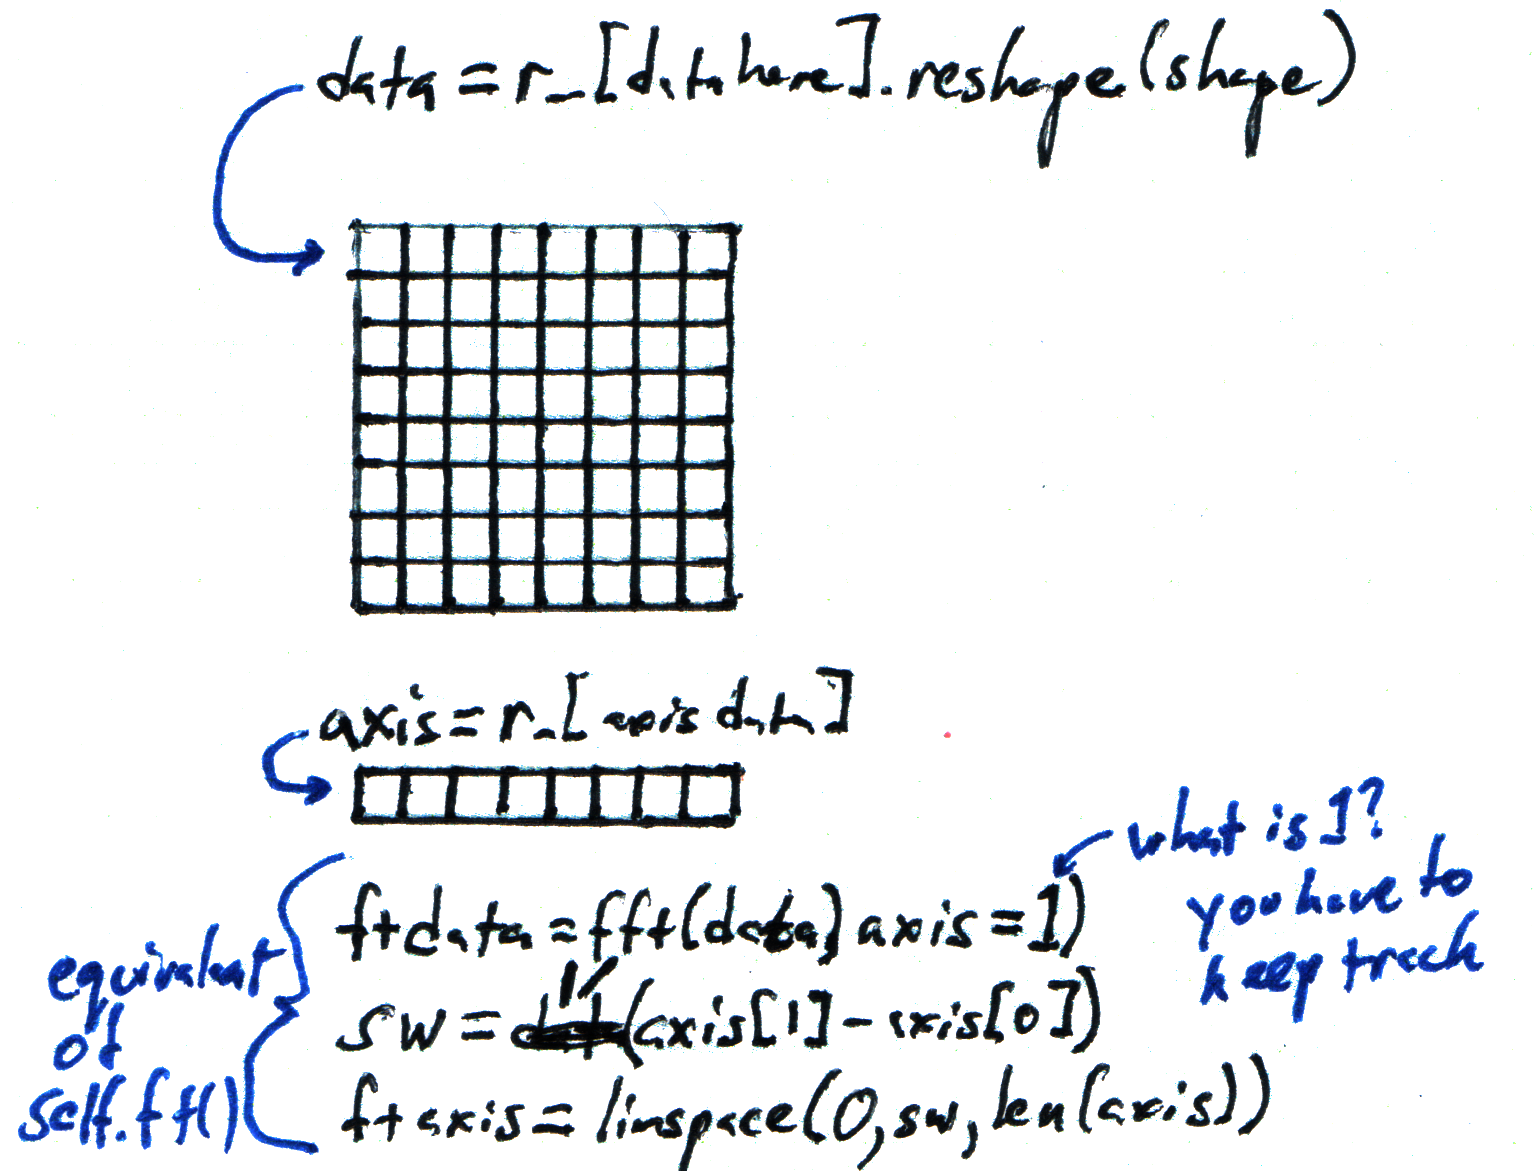 data = r_[data here].reshape(shape)
axis = r_[axis data]
what is 1?
you have to
keep track
ftdata = fft(data, axis = 1)
1/
sw = (axis[1] - axis[0])
ftaxis = linspace(0, sw, len(axis))
equivalent
of
self.ft()